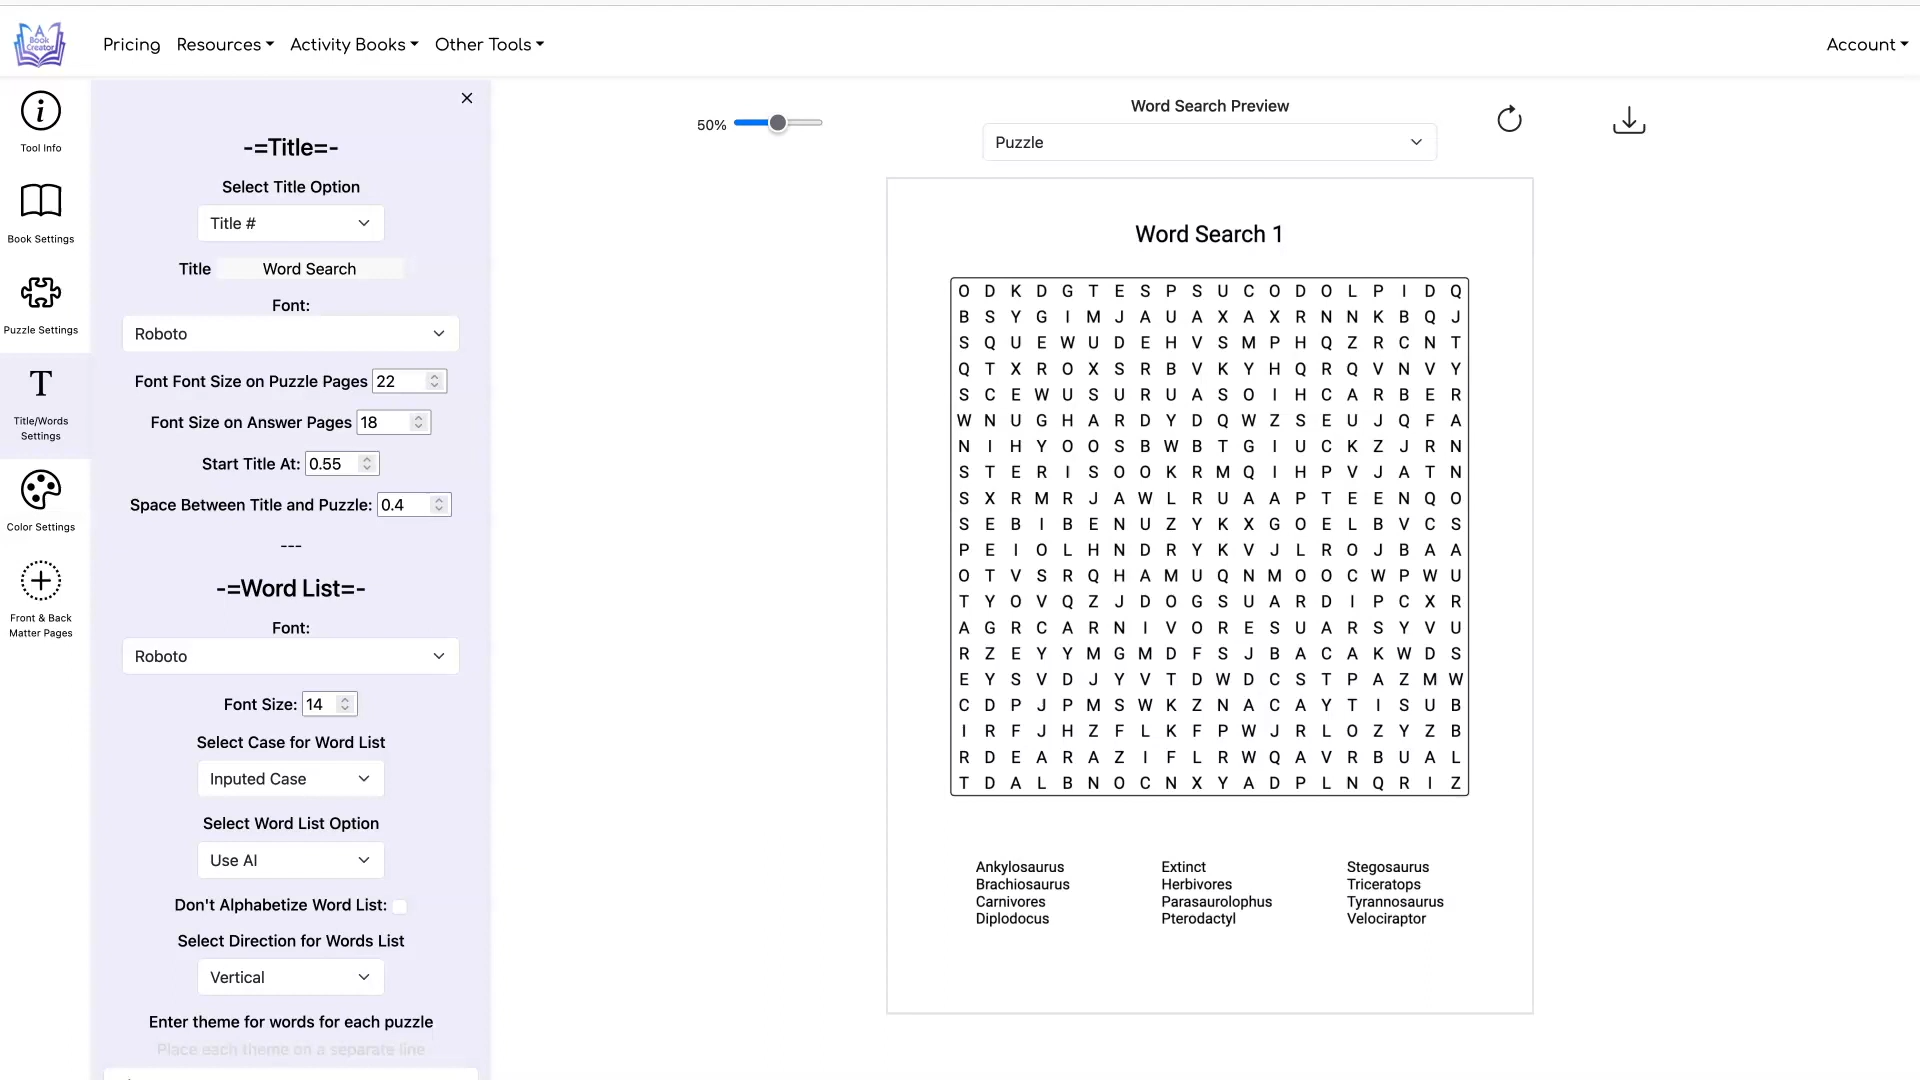 A
Book
Creator
Pricing
Resources
Activity Books
Other Tools
Account
Tool Info
Book Settings
Puzzle Settings
Title/Words
Settings
Color Settings
Front & Back
Matter Pages
-=Title=-
Select Title Option
Title #
Title Word Search
Font:
Roboto
Font Font Size on Puzzle Pages 22
Font Size on Answer Pages 18
Start Title At: 0.55
Space Between Title and Puzzle: 0.4
---
-=Word List=-
Font:
Roboto
Font Size: 14
Select Case for Word List
Inputed Case
Select Word List Option
Use AI
Don't Alphabetize Word List:
Select Direction for Words List
Vertical
Enter theme for words for each puzzle
Place each theme on a separate line
50%
Word Search Preview
Puzzle
Word Search 1
O D K D G T E S P S U C O D O L P I D Q
B S Y G I M J A U A X A X R N N K B Q J
S Q U E W U D E H V S M P H Q Z R C N T
Q T X R O X S R B V K Y H Q R Q V N V Y
S C E W U S U R U A S O I H C A R B E R
W N U G H A R D Y D Q W Z S E U J Q F A
N I H Y O O S B W B T G I U C K Z J R N
S T E R I S O O K R M Q I H P V J A T N
S X R M R J A W L R U A A P T E E N Q O
S E B I B E N U Z Y K X G O E L B V C S
P E I O L H N D R Y K V J L R O J B A A
O T V S R Q H A M U Q N M O O C W P W U
T Y O V Q Z J D O G S U A R D I P C X R
A G R C A R N I V O R E S U A R S Y V U
R Z E Y Y M G M D F S J B A C A K W D S
E Y S V D J Y V T D W D C S T P A Z M W
C D P J P M S W K Z N A C A Y T I S U B
I R F J H Z F L K F P W J R L O Z Y Z B
R D E A R A Z I F L R W Q A V R B U A L
T D A L B N O C N X Y A D P L N Q R I Z
Ankylosaurus
Brachiosaurus
Carnivores
Diplodocus
Extinct
Herbivores
Parasaurolophus
Pterodactyl
Stegosaurus
Triceratops
Tyrannosaurus
Velociraptor